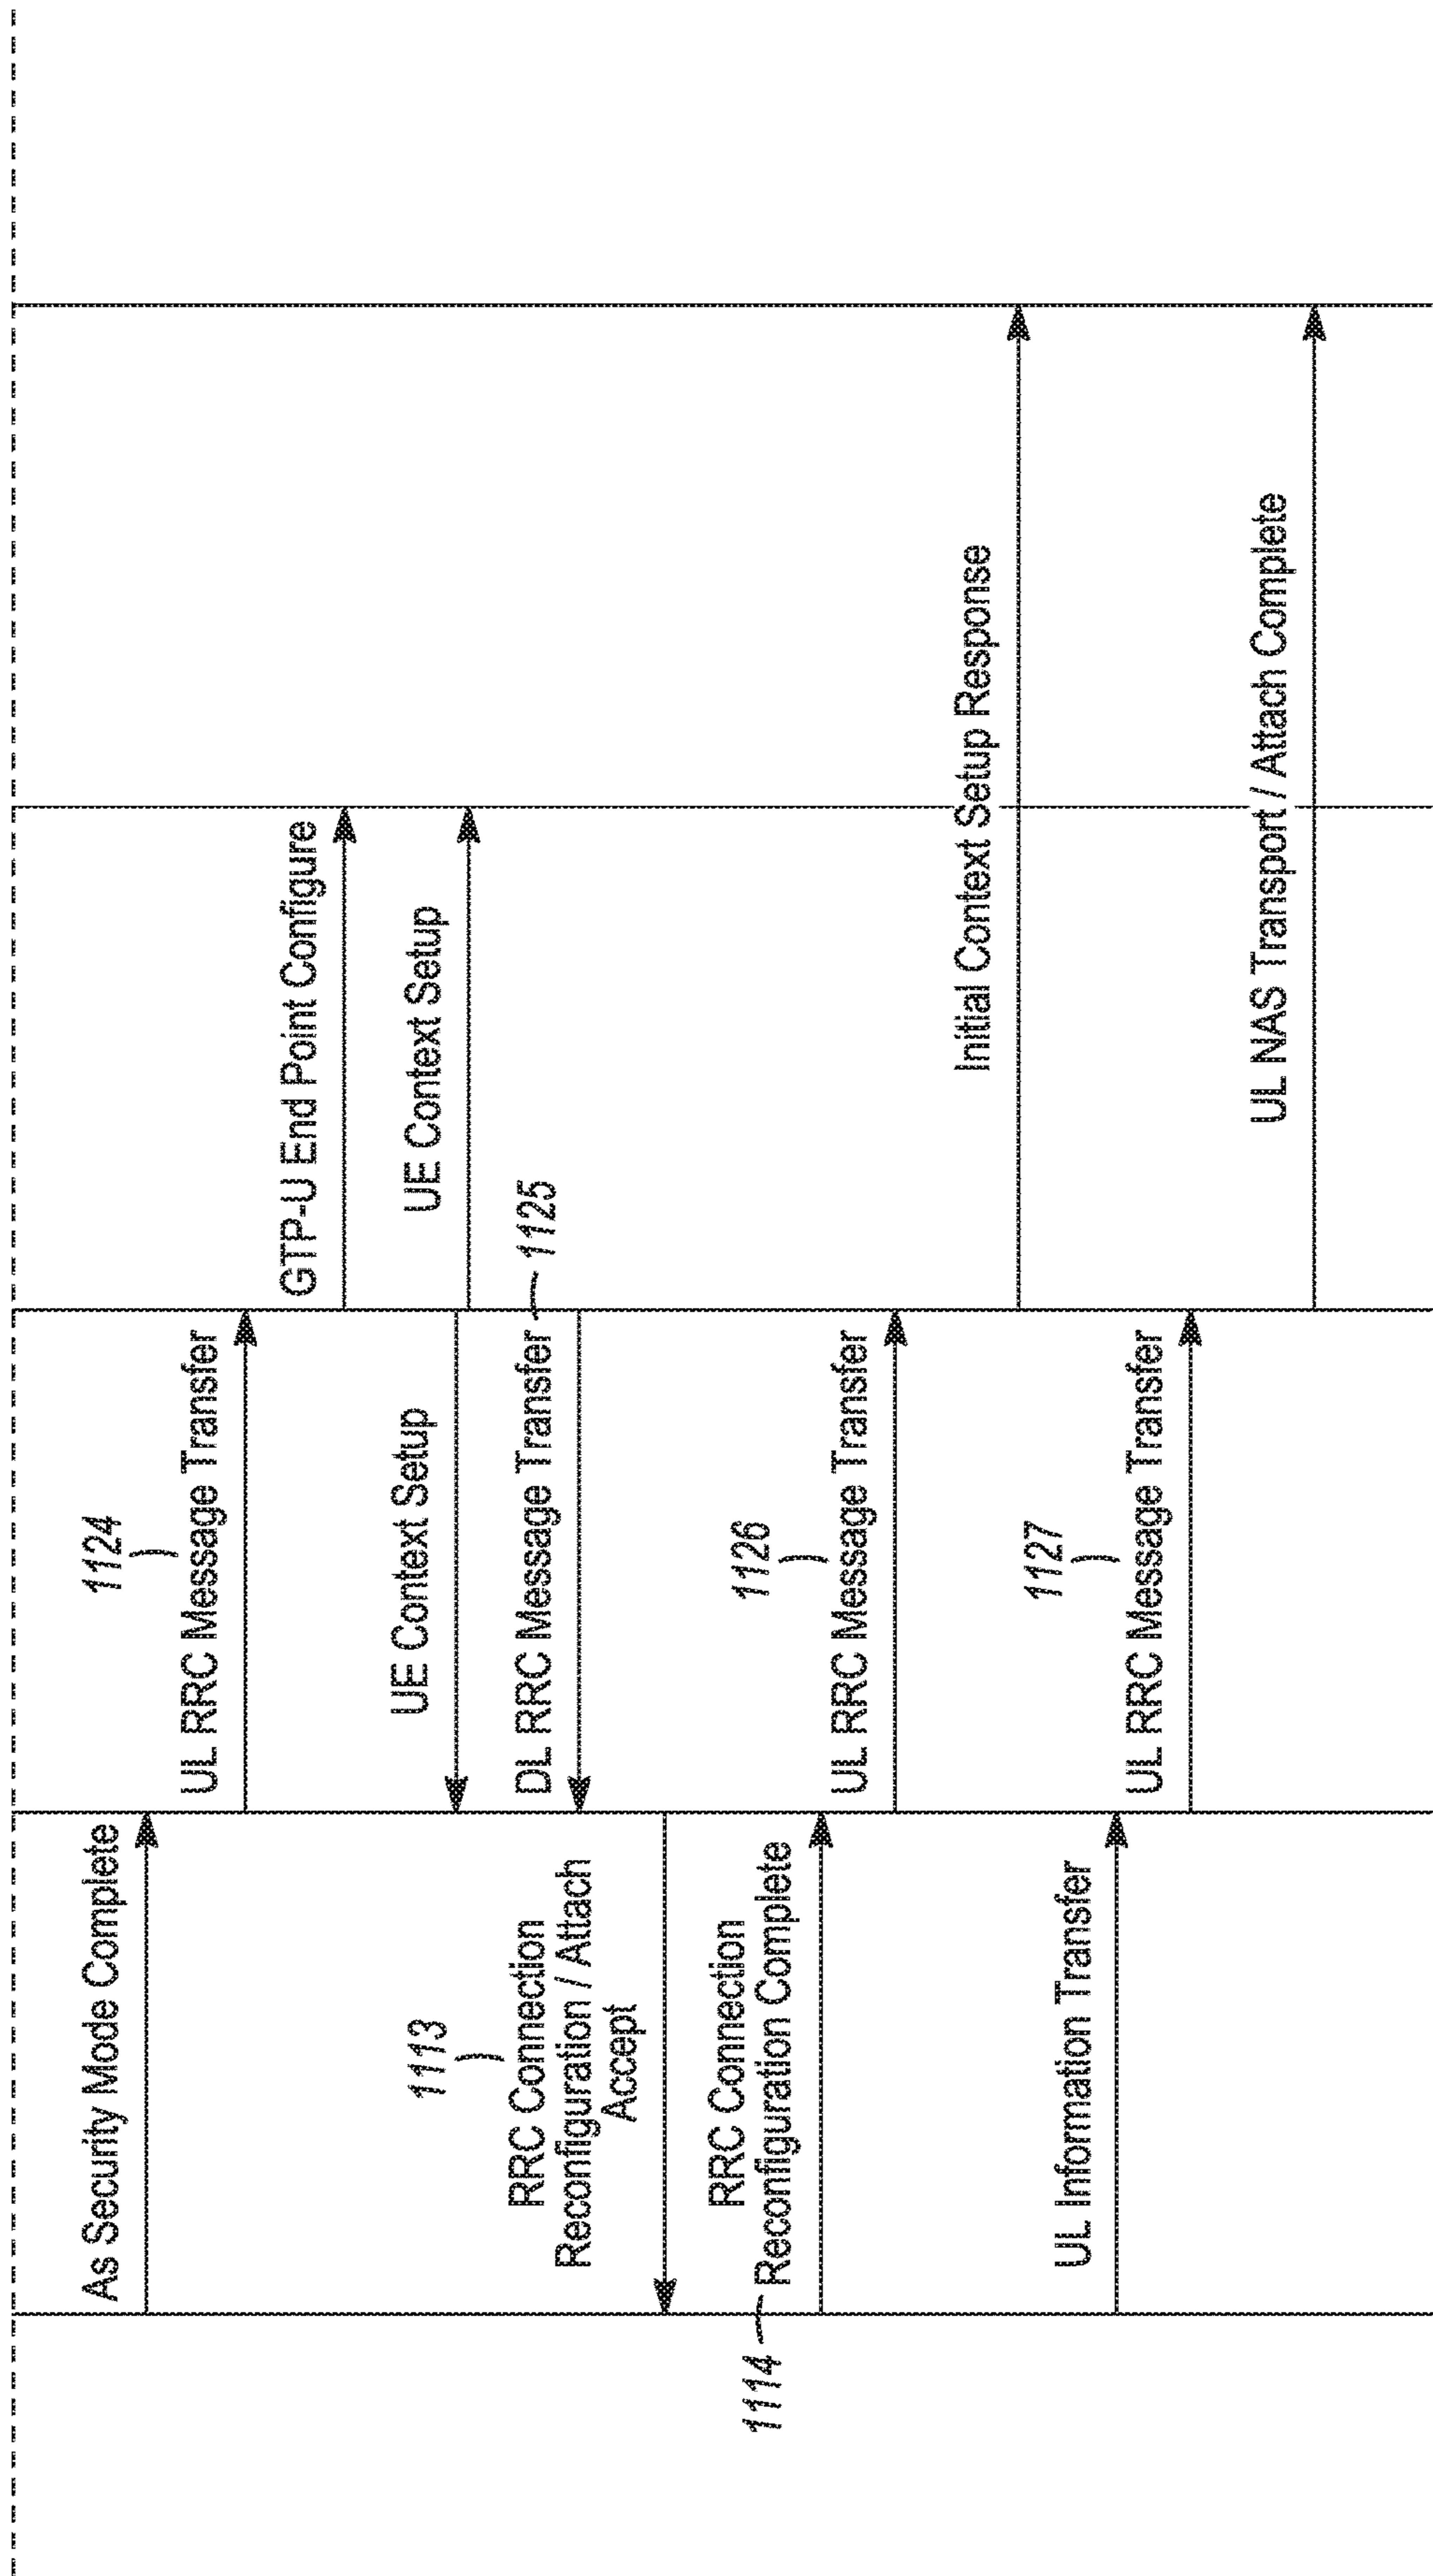 As Security Mode Complete
1124
UL RRC Message Transfer
GTP-U End Point Configure
UE Context Setup
UE Context Setup
DL RRC Message Transfer
1125
1113
RRC Connection
Reconfiguration / Attach
Accept
RRC Connection
Reconfiguration Complete
1114
1126
UL RRC Message Transfer
Initial Context Setup Response
UL Information Transfer
1127
UL RRC Message Transfer
UL NAS Transport / Attach Complete